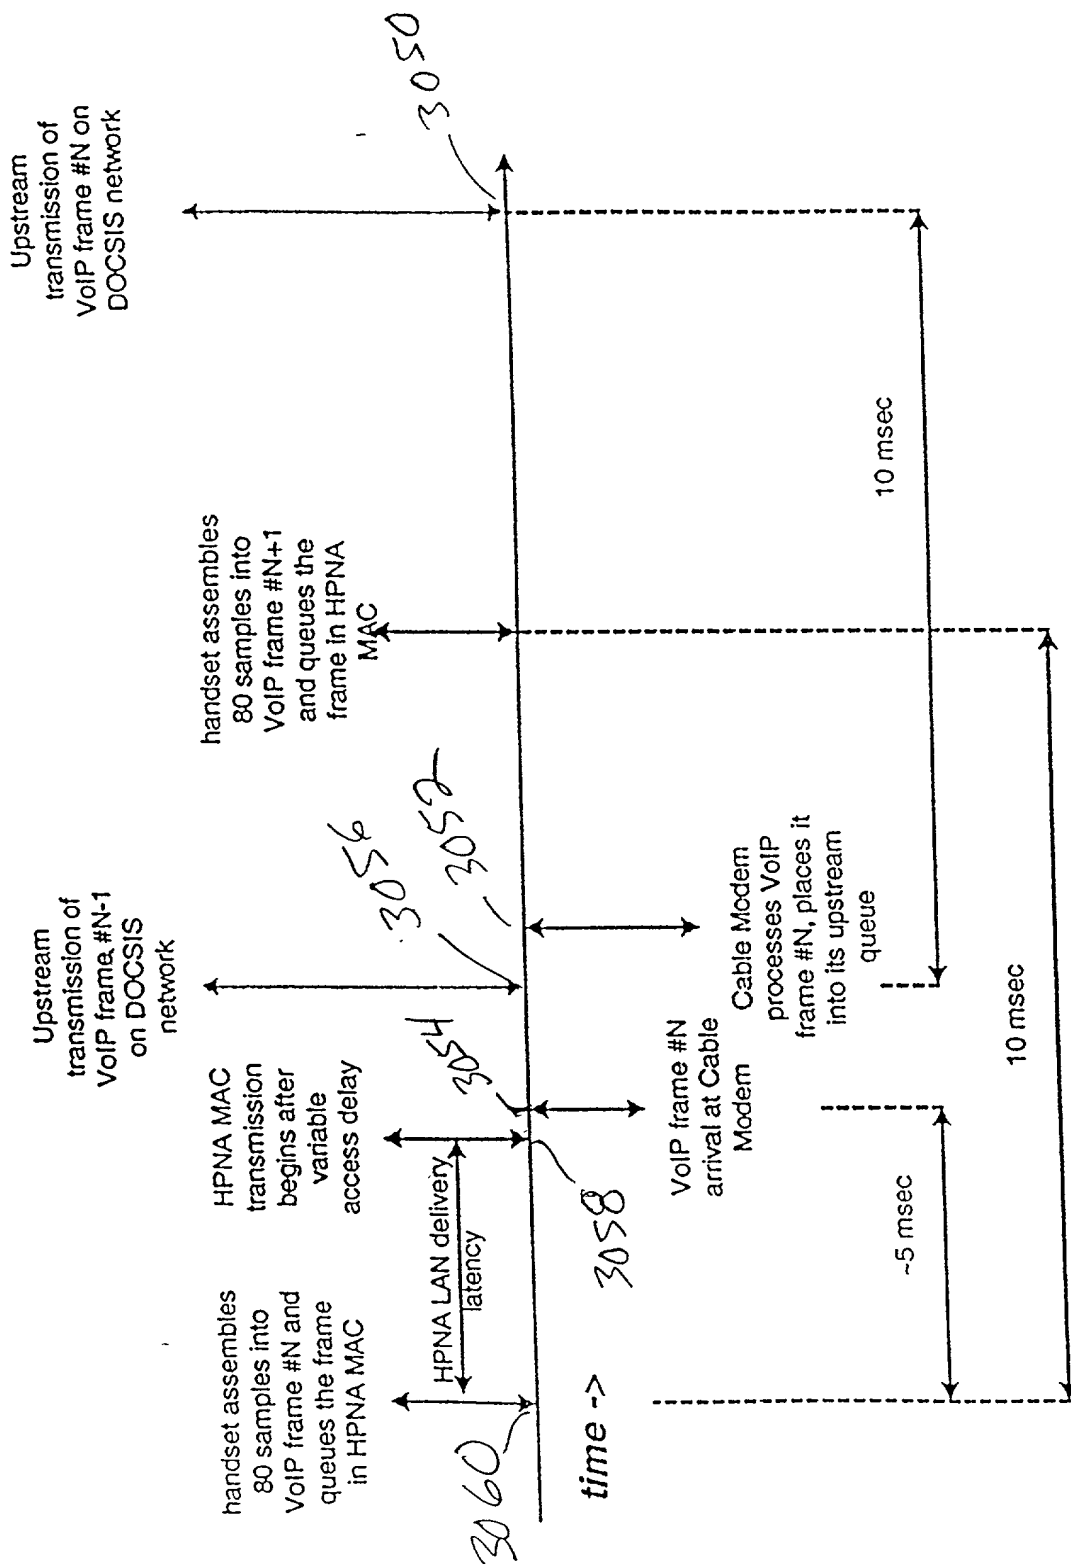 Upstream
transmission of
VoIP frame #N-1
on DOCSIS
network
Upstream
transmission of
VoIP frame #N on
DOCSIS network
handset assembles
80 samples into
VoIP frame #N and
queues the frame
in HPNA MAC
HPNA MAC
transmission
begins after
variable
access delay
handset assembles
80 samples into
VoIP frame #N+1
and queues the
frame in HPNA
MAC
HPNA LAN delivery
latency
3060
3054
3056
3052
3050
3058
time ->
VoIP frame #N
arrival at Cable
Modem
Cable Modem
processes VoIP
frame #N, places it
into its upstream
queue
~5 msec
10 msec
10 msec